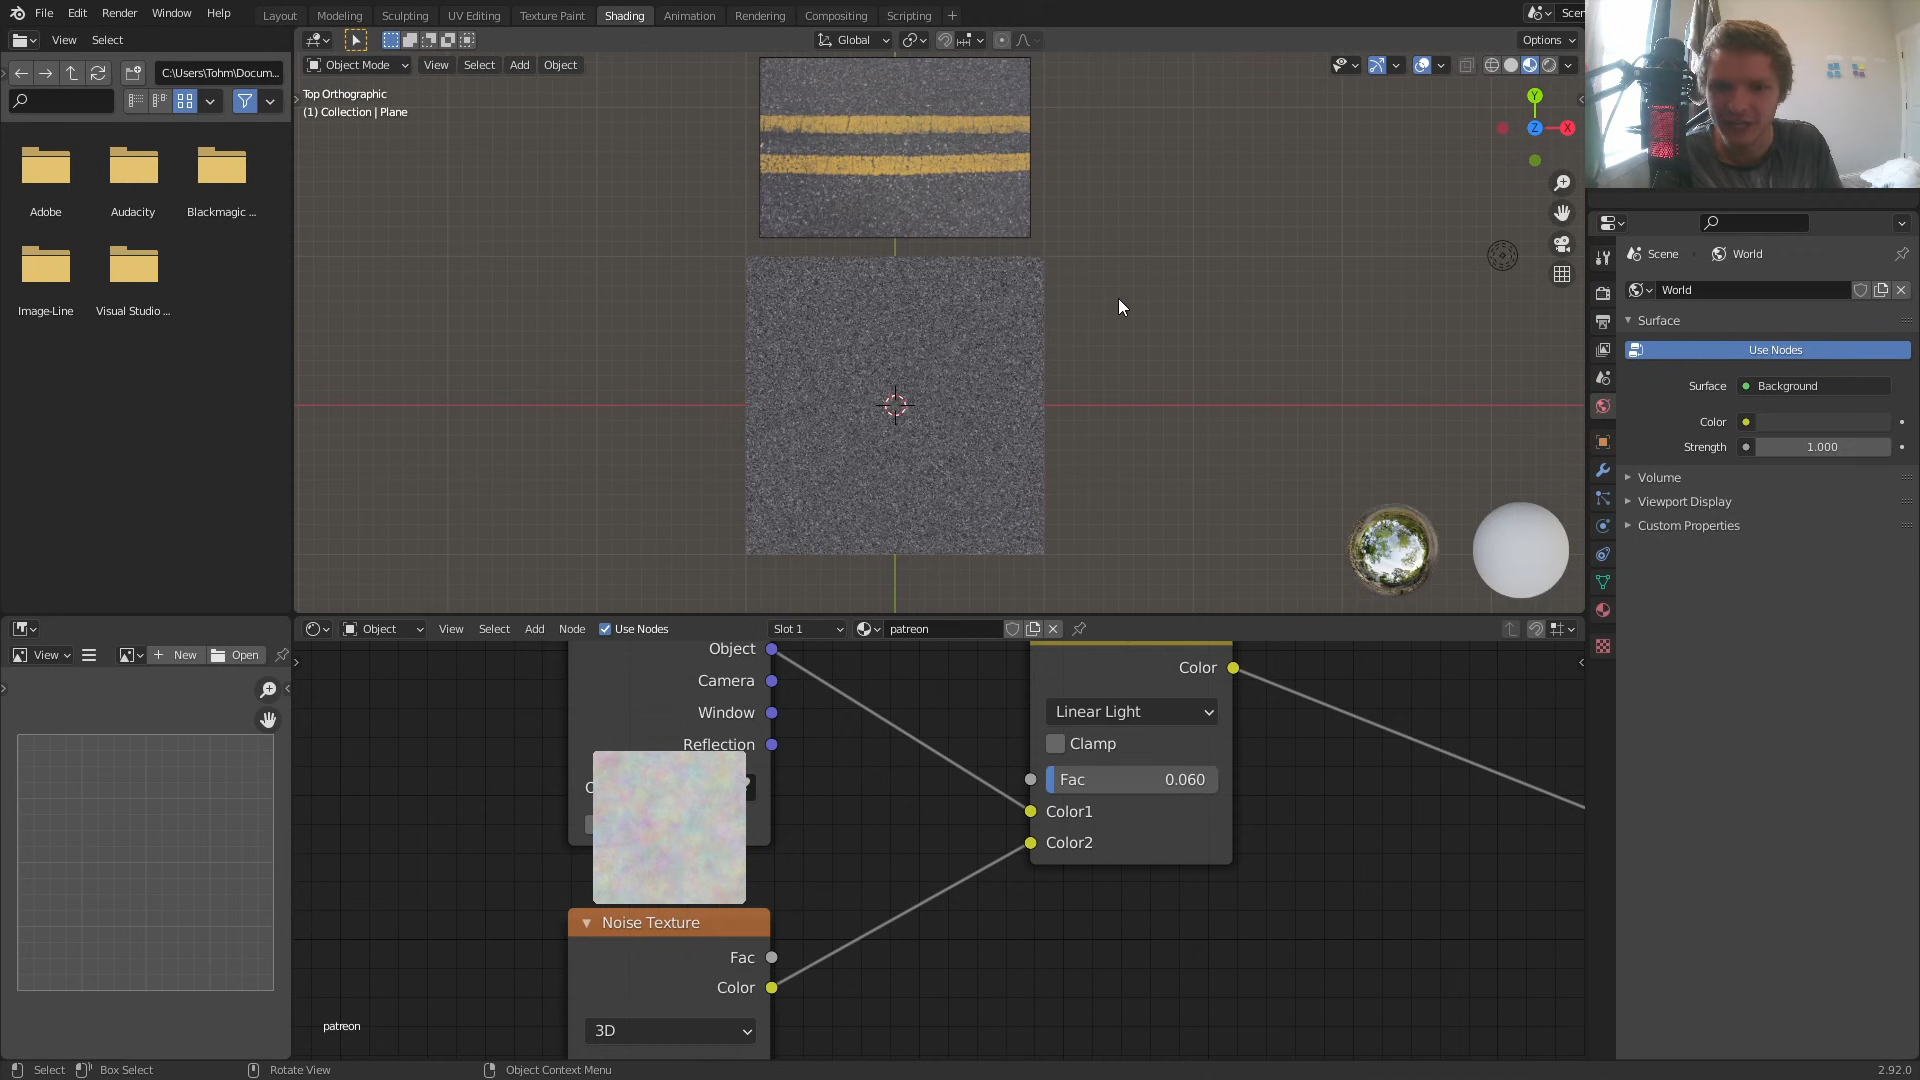 File Edit Render Window Help Layout Modeling Sculpting UV Editing Texture Paint Shading Animation Rendering Compositing Scripting + Scen
View Select
Global
Options
C:\Users\Tohm\Docum...
Object Mode View Select Add Object
Top Orthographic
(1) Collection | Plane
Y
Z X
Adobe Audacity Blackmagic ...
Image-Line Visual Studio ...
Scene World
World
Surface
Use Nodes
Surface Background
Color
Strength 1.000
Volume
Viewport Display
Custom Properties
Object View Select Add Node Use Nodes Slot 1 patreon
View New Open
Object
Camera
Window
Reflection
Color
Linear Light
Clamp
Fac 0.060
Color1
Color2
Noise Texture
Fac
Color
3D
patreon
Select Box Select Rotate View Object Context Menu 2.92.0